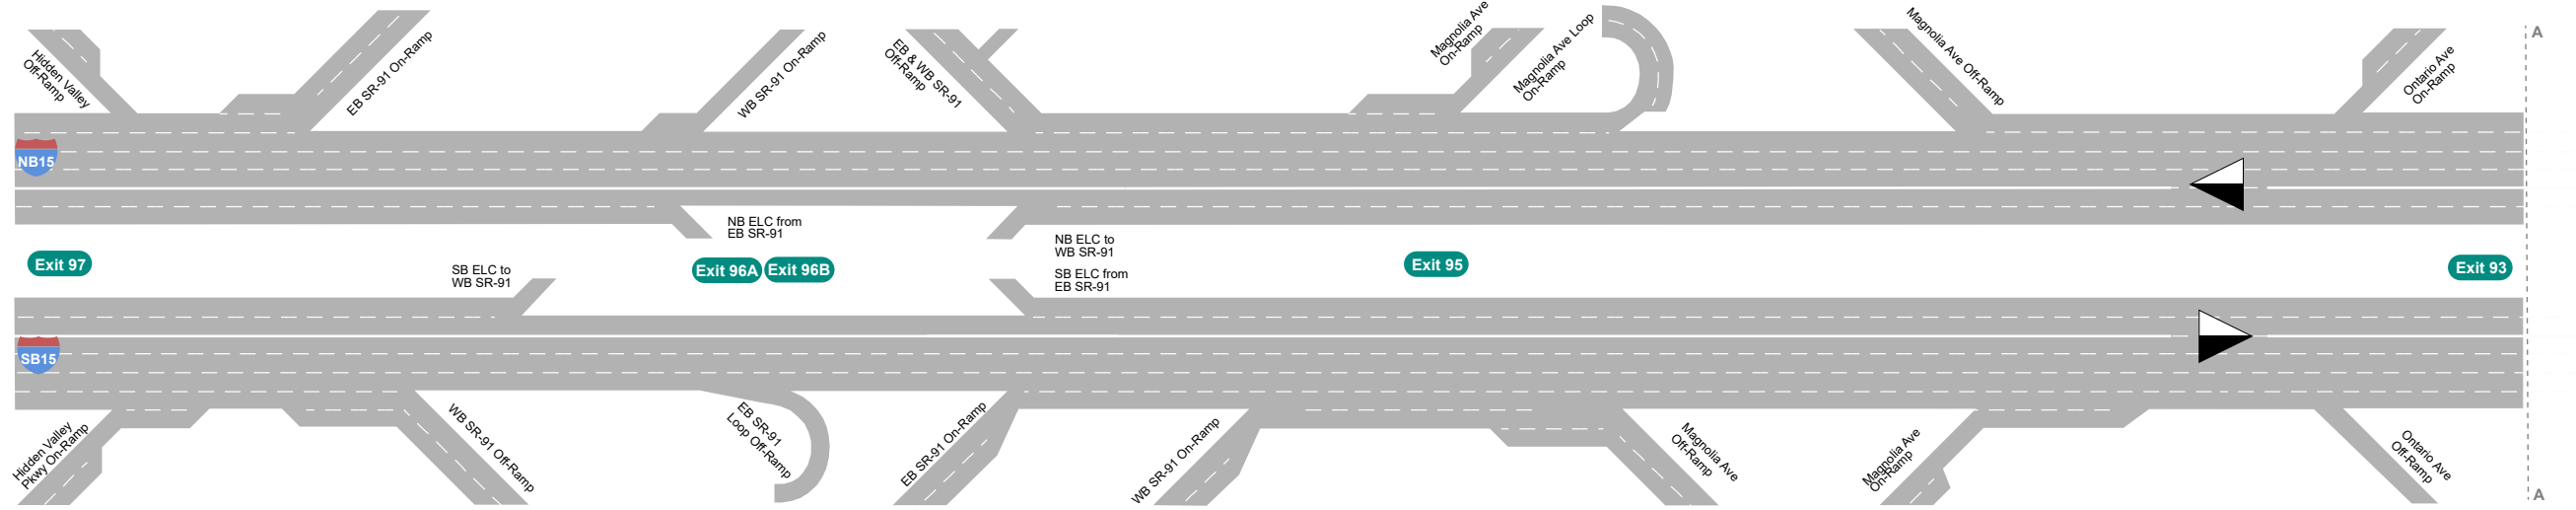 Hidden Valley
Off-Ramp
EB SR-91 On-Ramp
WB SR-91 On-Ramp
EB & WB SR-91
Off-Ramp
Magnolia Ave
On-Ramp
Magnolia Ave Loop
On-Ramp
Magnolia Ave Off-Ramp
Ontario Ave
On-Ramp
A
NB15
NB ELC from
EB SR-91
NB ELC to
WB SR-91
Exit 97
SB ELC to
WB SR-91
Exit 96A
Exit 96B
SB ELC from
EB SR-91
Exit 95
Exit 93
SB15
Hidden Valley
Pkwy On-Ramp
WB SR-91 Off-Ramp
EB SR-91
Loop Off-Ramp
EB SR-91 On-Ramp
WB SR-91 On-Ramp
Magnolia Ave
Off-Ramp
Magnolia Ave
On-Ramp
Ontario Ave
Off-Ramp
A